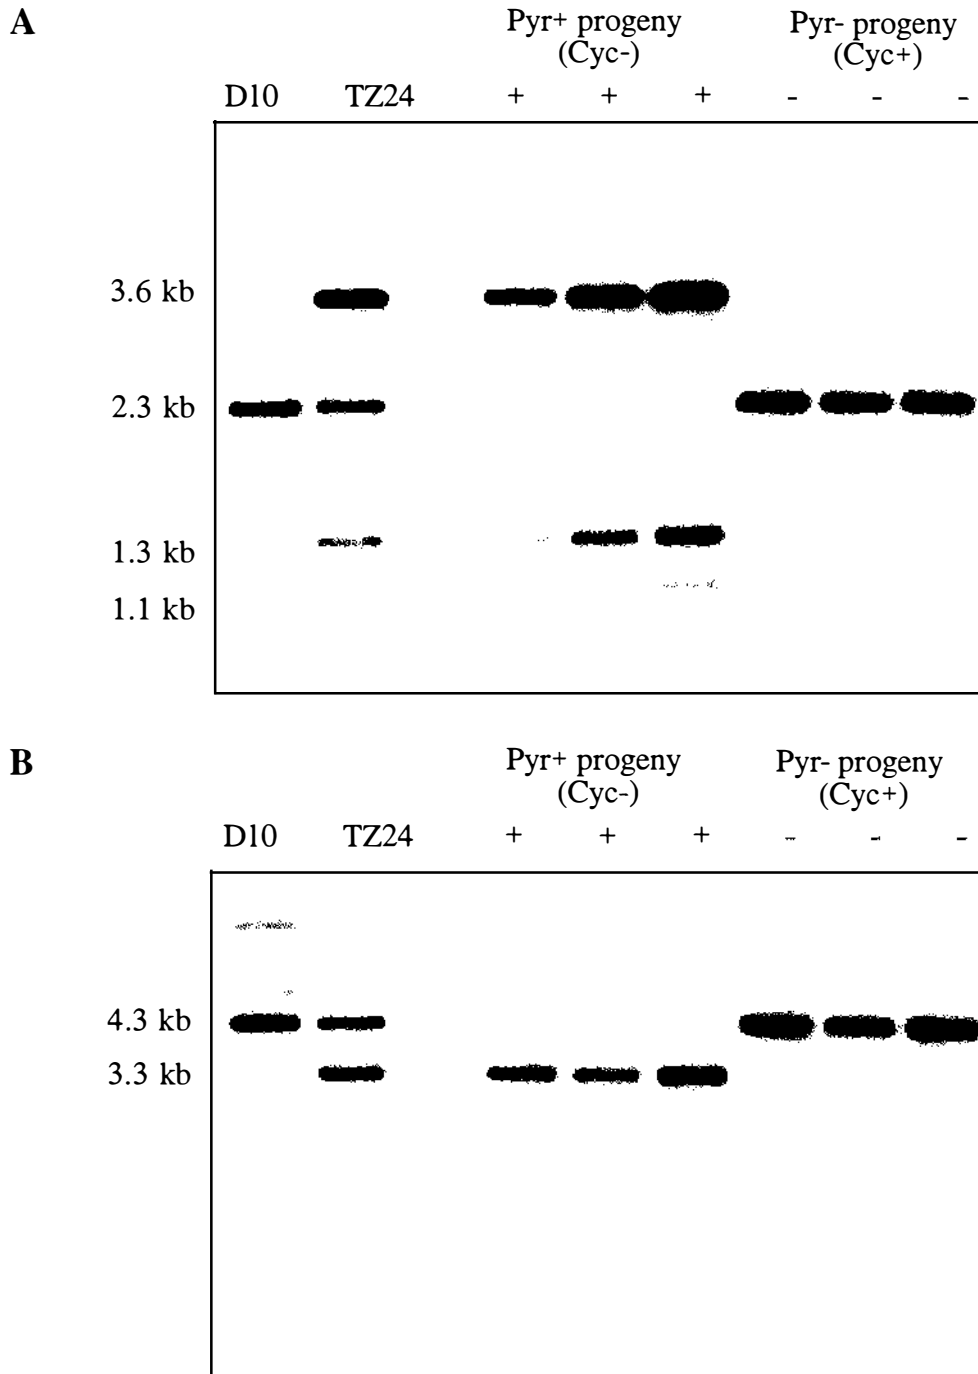 A
Pyr+ progeny Pyr- progeny
(Cyc-) (Cyc+)
D10 TZ24 + + + - - -
3.6 kb
2.3 kb
1.3 kb
1.1 kb
B
Pyr+ progeny Pyr- progeny
(Cyc-) (Cyc+)
D10 TZ24 + + + - - -
4.3 kb
3.3 kb